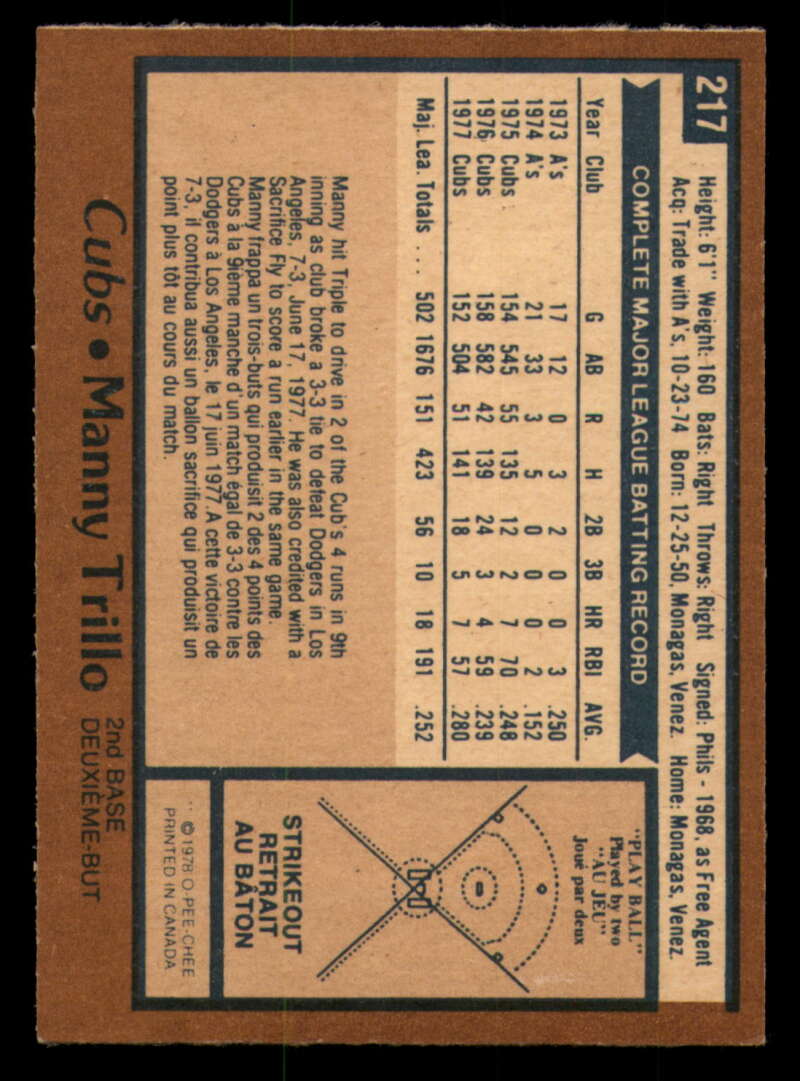 217
Height: 6'1" Weight: 160 Bats: Right Throws: Right Signed: Phils - 1968, as Free Agent
Acq: Trade with A's, 10-23-74 Born: 12-25-50, Monagas, Venez. Home: Monagas, Venez.
COMPLETE MAJOR LEAGUE BATTING RECORD
Year Club G AB R H 2B 3B HR RBI AVG.
1973 A's 17 12 0 3 2 0 0 3 .250
1974 A's 21 33 3 5 0 0 0 2 .152
1975 Cubs 154 545 55 135 12 2 7 70 .248
1976 Cubs 158 582 42 139 24 3 4 59 .239
1977 Cubs 152 504 51 141 18 5 7 57 .280
Maj. Lea. Totals ... 502 1676 151 423 56 10 18 191 .252
Manny hit Triple to drive in 2 of the Cub's 4 runs in 9th
inning as club broke a 3-3 tie to defeat Dodgers in Los
Angeles, 7-3, June 17, 1977. He was also credited with a
Sacrifice Fly to score a run earlier in the same game.
Manny frappa un trois-buts qui produisit 2 des 4 points des
Cubs à la 9ième manche d'un match égal de 3-3 contre les
Dodgers à Los Angeles, le 17 juin 1977. A cette victoire de
7-3, il contribua aussi un ballon sacrifice qui produisit un
point plus tôt au cours du match.
"PLAY BALL"
Played by two
"AU JEU"
Joué par deux
STRIKEOUT
RETRAIT
AU BÂTON
© 1978 O-PEE-CHEE
PRINTED IN CANADA
Cubs • Manny Trillo
2nd BASE
DEUXIÈME-BUT